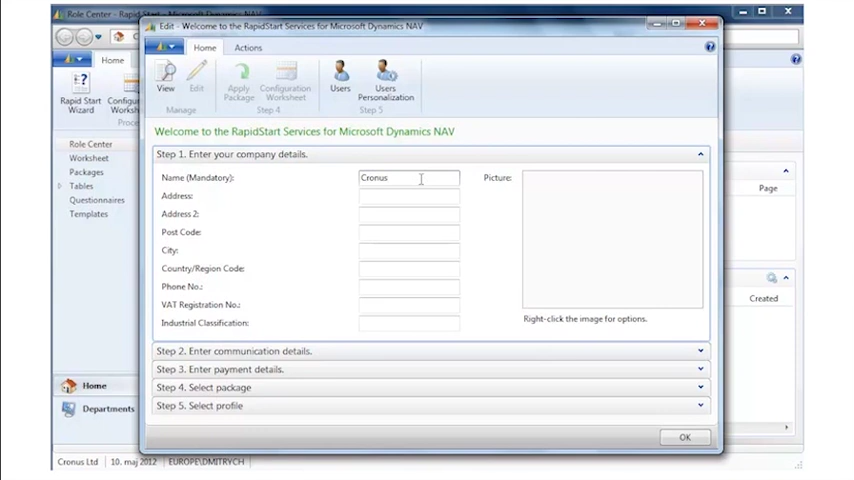 Role Center - Rapid
Edit - Welcome to the RapidStart Services for Microsoft Dynamics NAV
Home
Home Actions
Rapid Start Wizard
View
Edit
Apply Package
Configuration Worksheet
Users
Users Personalization
Manage
Step 4
Step 5
Welcome to the RapidStart Services for Microsoft Dynamics NAV
Role Center
Worksheet
Packages
Tables
Questionnaires
Templates
Step 1. Enter your company details.
Name (Mandatory): Cronus
Address:
Address 2:
Post Code:
City:
Country/Region Code:
Phone No.:
VAT Registration No.:
Industrial Classification:
Picture:
Right-click the image for options.
Step 2. Enter communication details.
Step 3. Enter payment details.
Step 4. Select package
Step 5. Select profile
Page
Created
Home
Departments
OK
Cronus Ltd 10. maj 2012 EUROPE\DMITRYCH